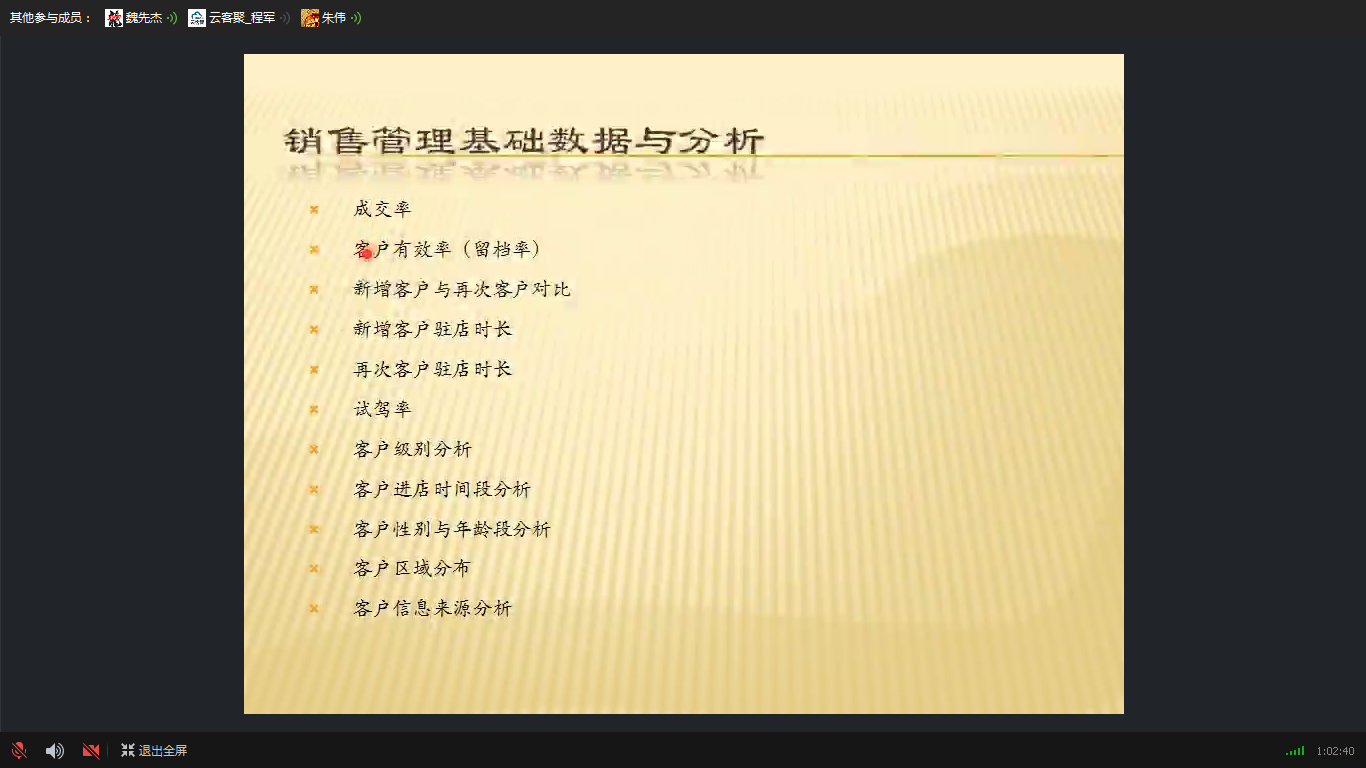 其他参与成员： 魏先杰 云客聚_程军 朱伟
销售管理基础数据与分析
成交率
客户有效率（留档率）
新增客户与再次客户对比
新增客户驻店时长
再次客户驻店时长
试驾率
客户级别分析
客户进店时间段分析
客户性别与年龄段分析
客户区域分布
客户信息来源分析
退出全屏 1:02:40